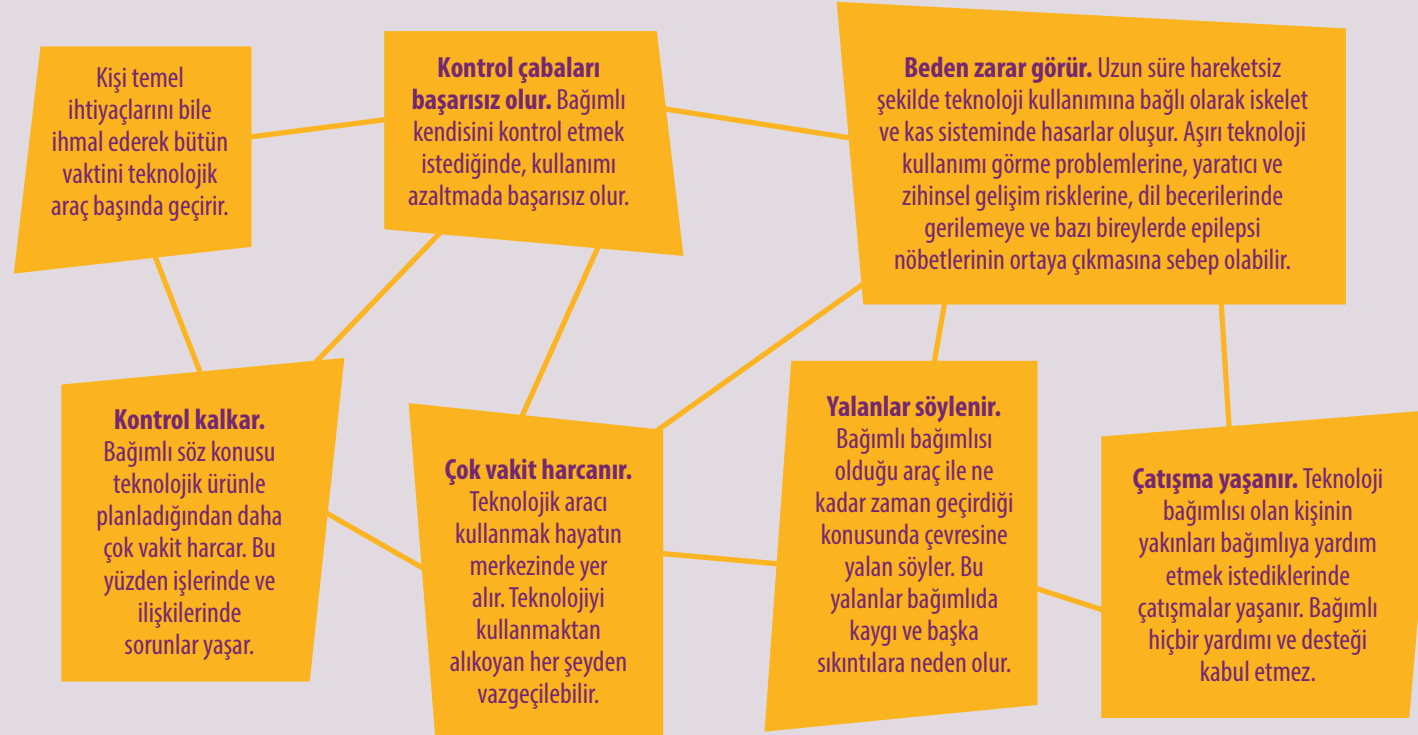 Kişi temel
ihtiyaçlarını bile
ihmal ederek bütün
vaktini teknolojik
araç başında geçirir.
Kontrol çabaları
başarısız olur. Bağımlı
kendisini kontrol etmek
istediğinde, kullanımı
azaltmada başarısız olur.
Beden zarar görür. Uzun süre hareketsiz
şekilde teknoloji kullanımına bağlı olarak iskelet
ve kas sisteminde hasarlar oluşur. Aşırı teknoloji
kullanımı görme problemlerine, yaratıcı ve
zihinsel gelişim risklerine, dil becerilerinde
gerilemeye ve bazı bireylerde epilepsi
nöbetlerinin ortaya çıkmasına sebep olabilir.
Kontrol kalkar.
Bağımlı söz konusu
teknolojik ürünle
planladığından daha
çok vakit harcar. Bu
yüzden işlerinde ve
ilişkilerinde
sorunlar yaşar.
Çok vakit harcanır.
Teknolojik aracı
kullanmak hayatın
merkezinde yer
alır. Teknolojiyi
kullanmaktan
alıkoyan her şeyden
vazgeçilebilir.
Yalanlar söylenir.
Bağımlı bağımlısı
olduğu araç ile ne
kadar zaman geçirdiği
konusunda çevresine
yalan söyler. Bu
yalanlar bağımlıda
kaygı ve başka
sıkıntılara neden olur.
Çatışma yaşanır. Teknoloji
bağımlısı olan kişinin
yakınları bağımlıya yardım
etmek istediklerinde
çatışmalar yaşanır. Bağımlı
hiçbir yardımı ve desteği
kabul etmez.